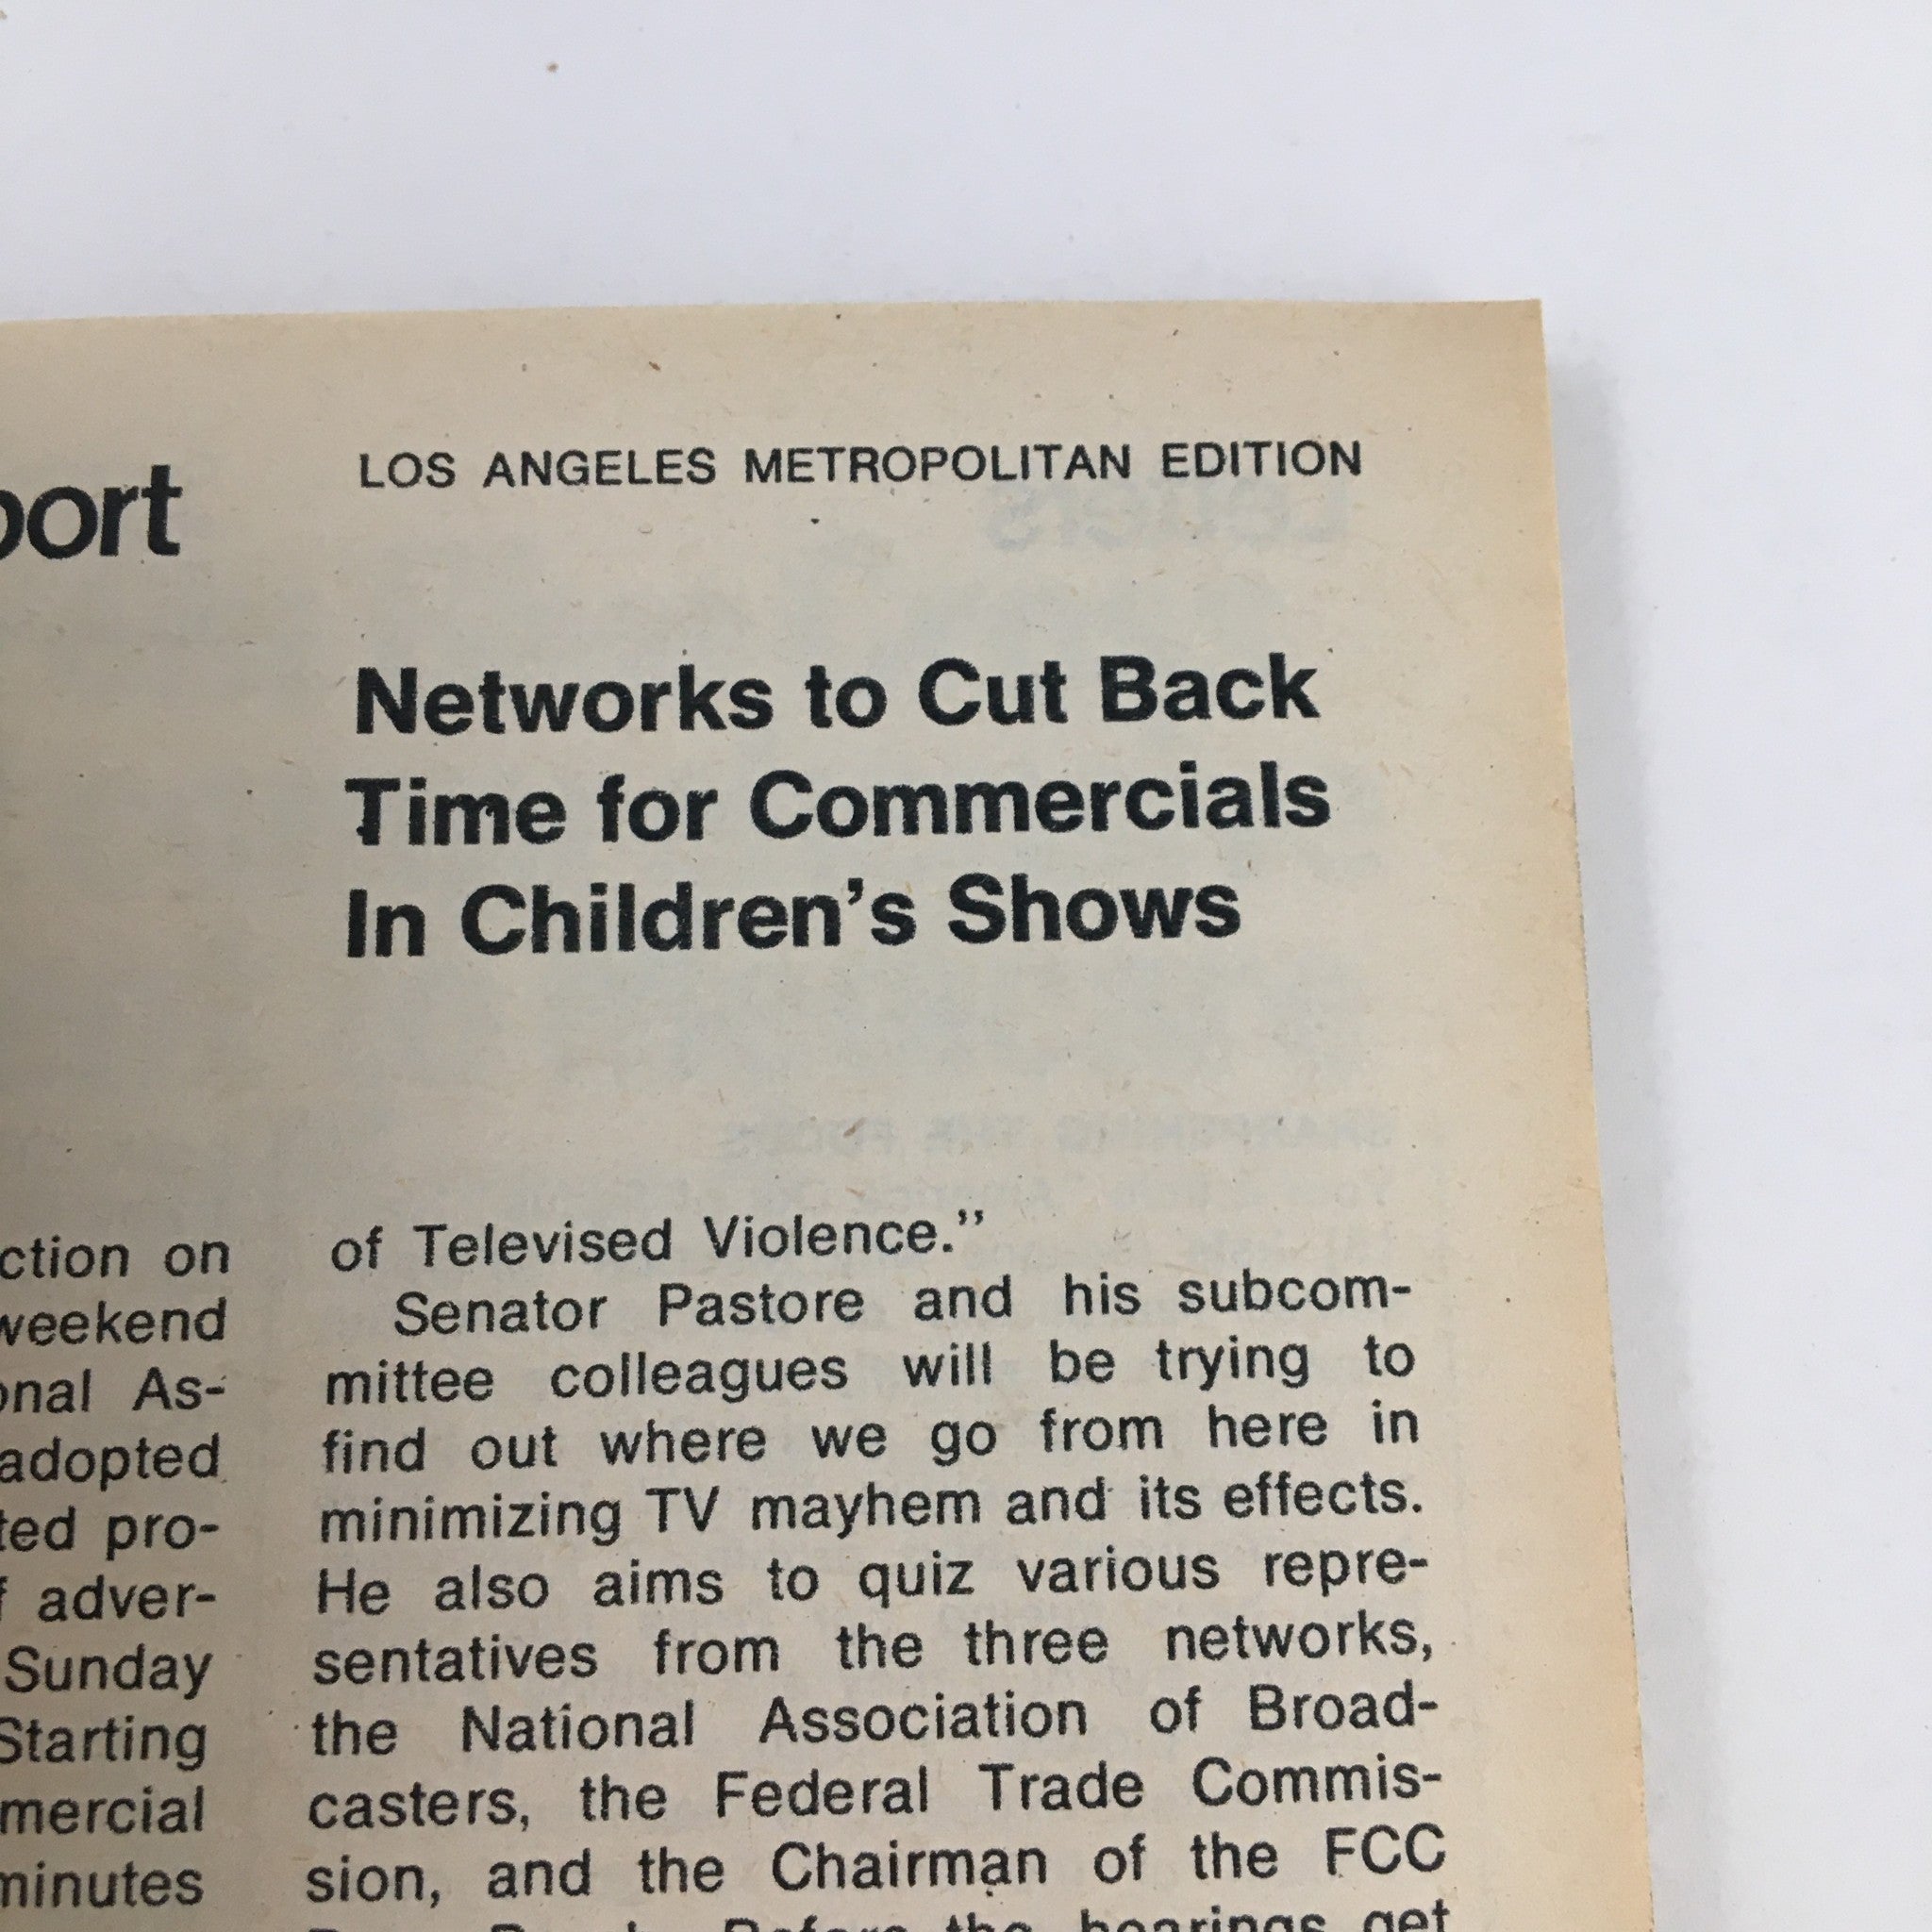 port
LOS ANGELES METROPOLITAN EDITION
Networks to Cut Back
Time for Commercials
In Children's Shows
ction on
weekend
onal As-
adopted
ted pro-
f adver-
Sunday
Starting
mercial
minutes
of Televised Violence.”
Senator Pastore and his subcom-
mittee colleagues will be trying to
find out where we go from here in
minimizing TV mayhem and its effects.
He also aims to quiz various repre-
sentatives from the three networks,
the National Association of Broad-
casters, the Federal Trade Commis-
sion, and the Chairman of the FCC
Before the hearings get